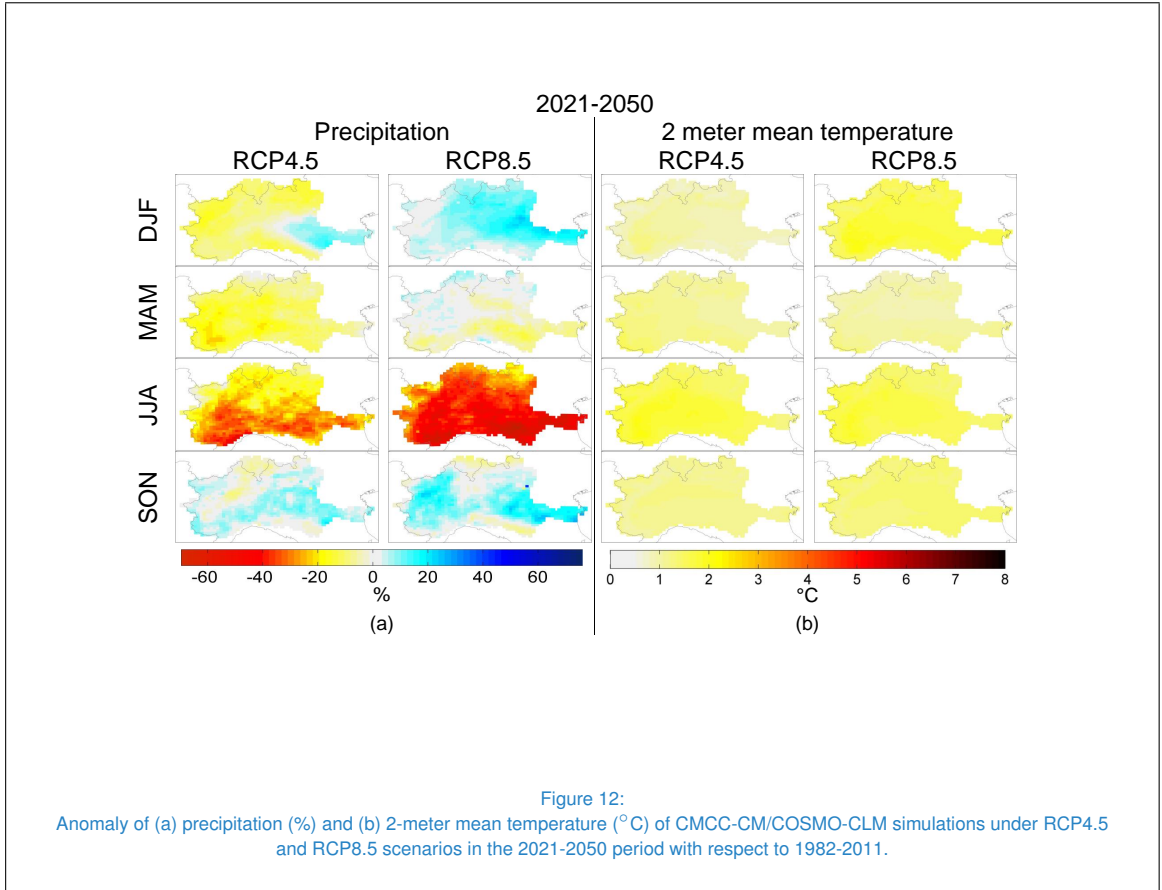 2021-2050
Precipitation
2 meter mean temperature
RCP4.5
RCP8.5
RCP4.5
RCP8.5
DJF
MAM
JJA
SON
-60 -40 -20 0 20 40 60
%
(a)
0 1 2 3 4 5 6 7 8
°C
(b)
Figure 12:
Anomaly of (a) precipitation (%) and (b) 2-meter mean temperature (°C) of CMCC-CM/COSMO-CLM simulations under RCP4.5
and RCP8.5 scenarios in the 2021-2050 period with respect to 1982-2011.